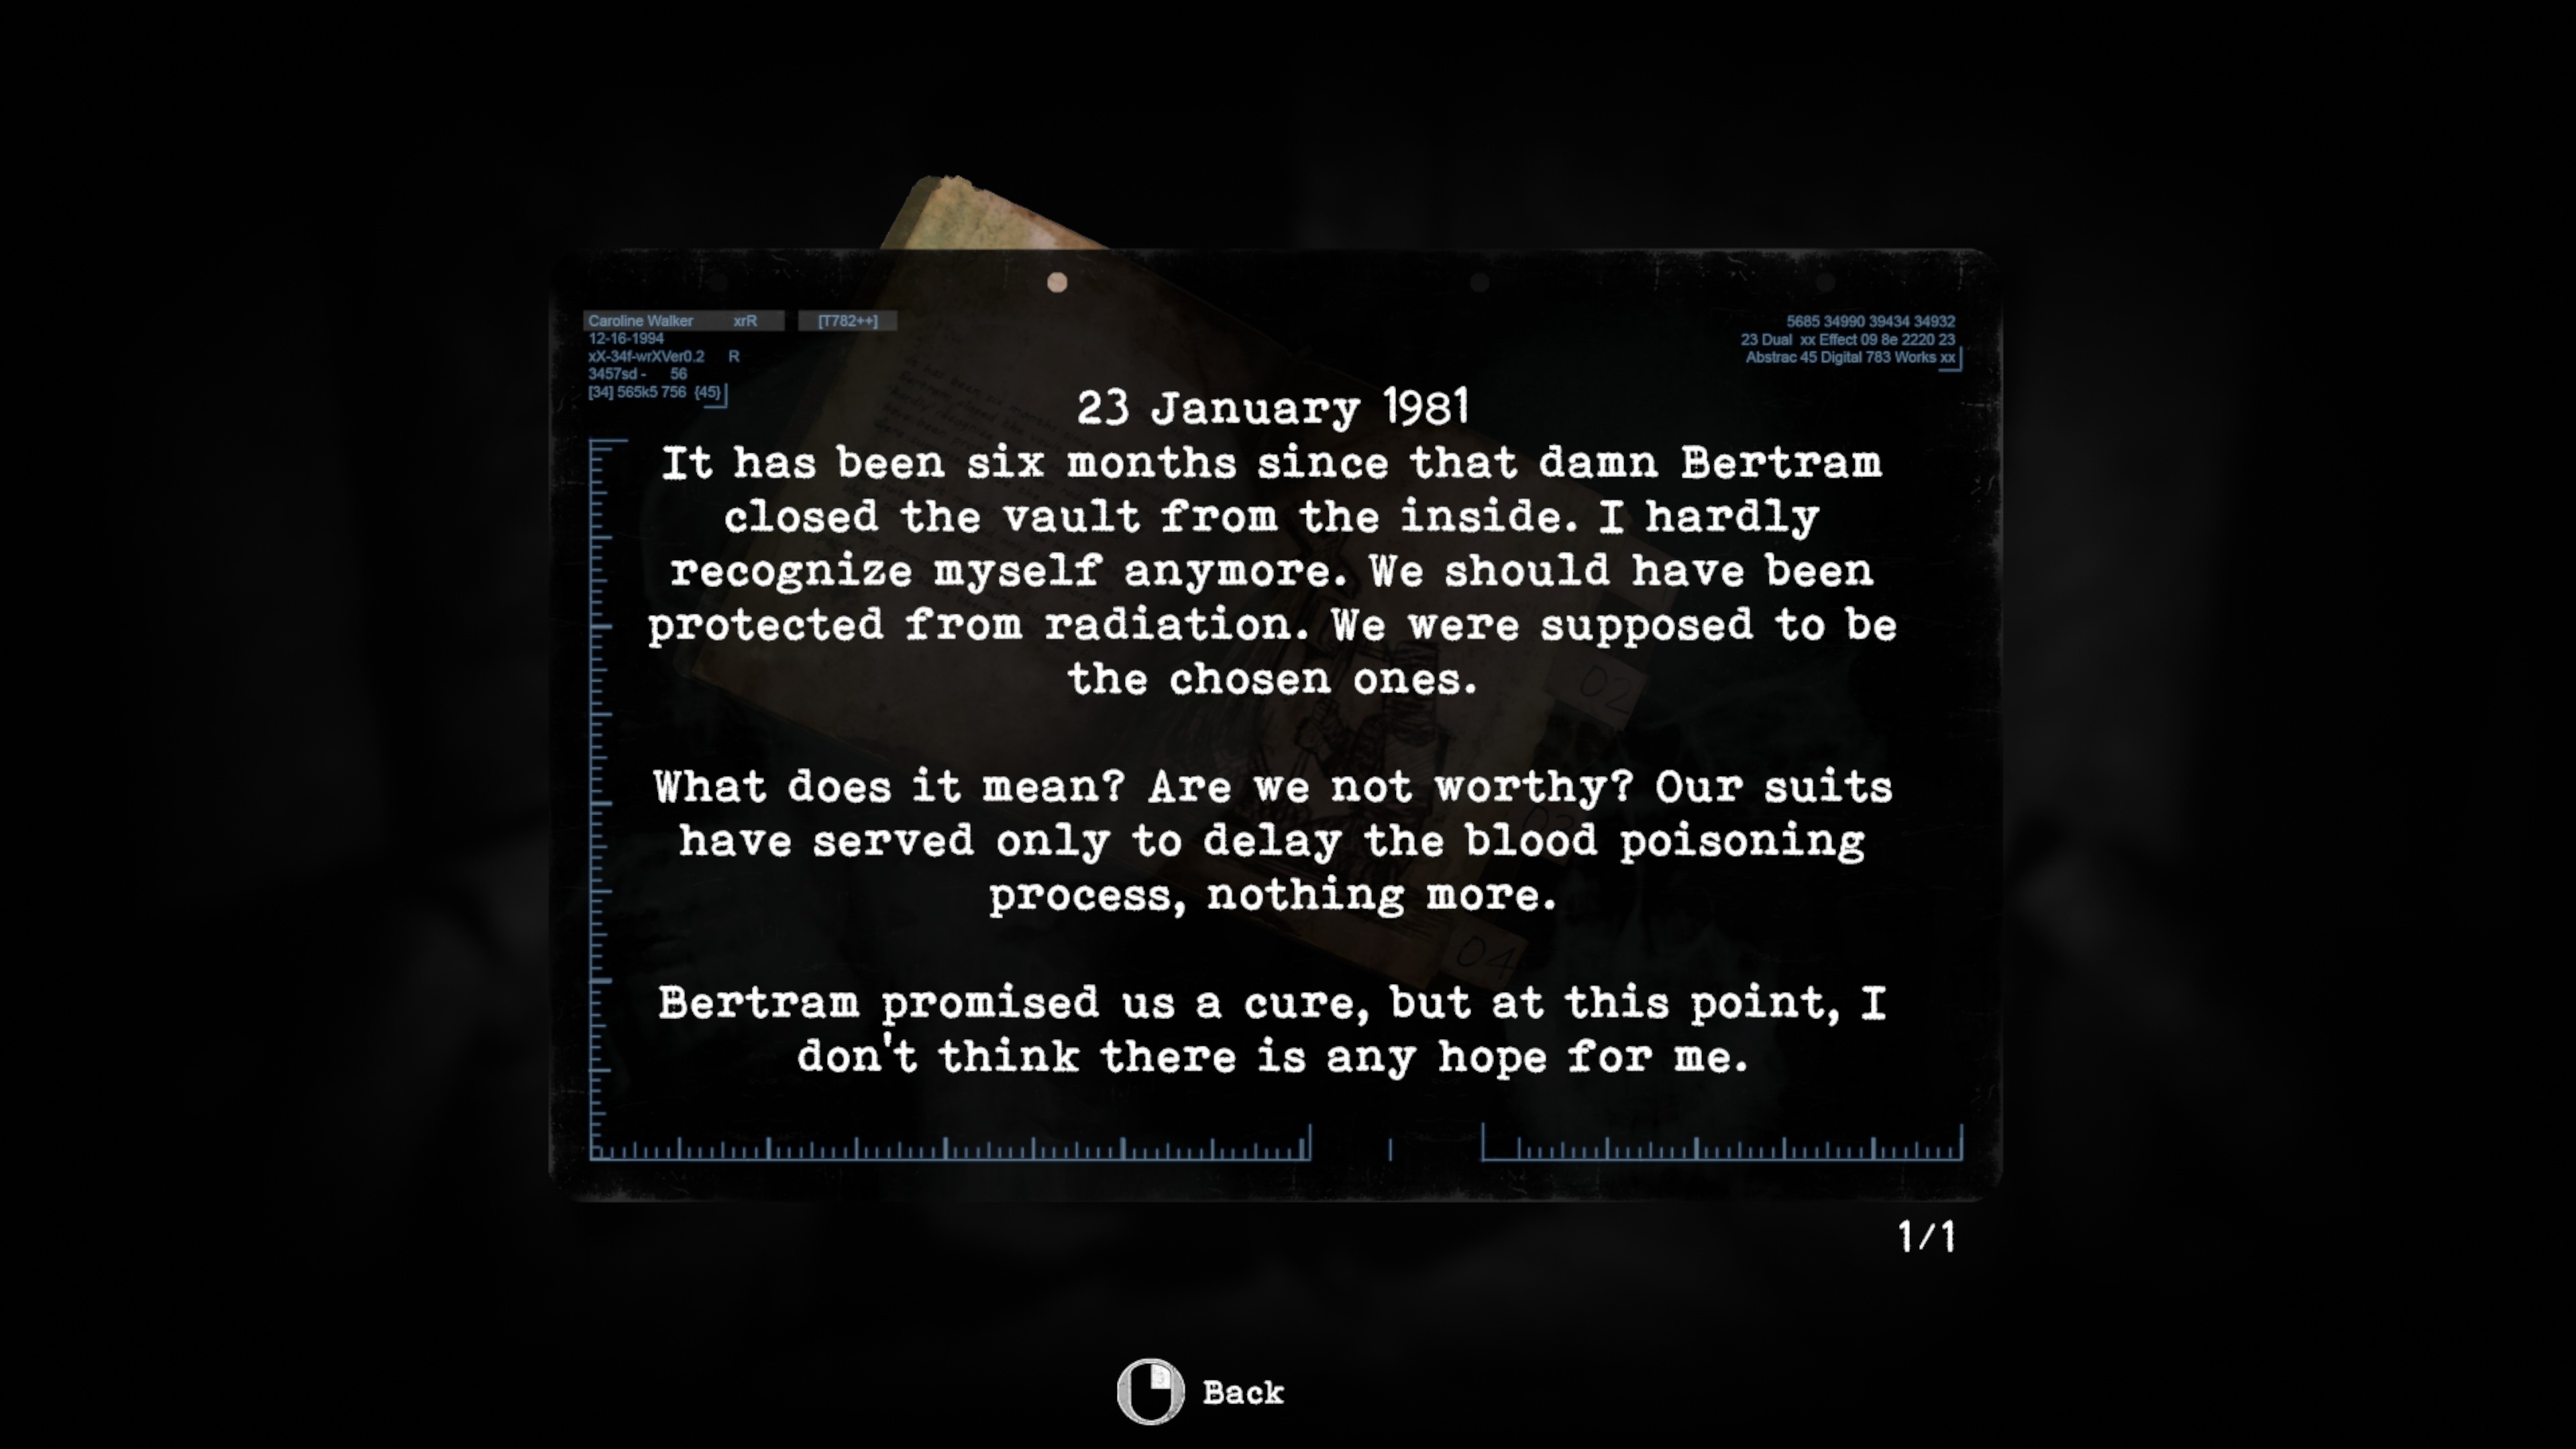 Caroline Walker xrR [T782++]
12-16-1994
xX-34f-wrXVer0.2 R
3457sd - 56
[34] 565k5 756 {45}
5685 34990 39434 34932
23 Dual xx Effect 09 8e 2220 23
Abstrac 45 Digital 783 Works xx
23 January 1981
It has been six months since that damn Bertram
closed the vault from the inside. I hardly
recognize myself anymore. We should have been
protected from radiation. We were supposed to be
the chosen ones.
What does it mean? Are we not worthy? Our suits
have served only to delay the blood poisoning
process, nothing more.
Bertram promised us a cure, but at this point, I
don't think there is any hope for me.
02
03
04
1/1
Back